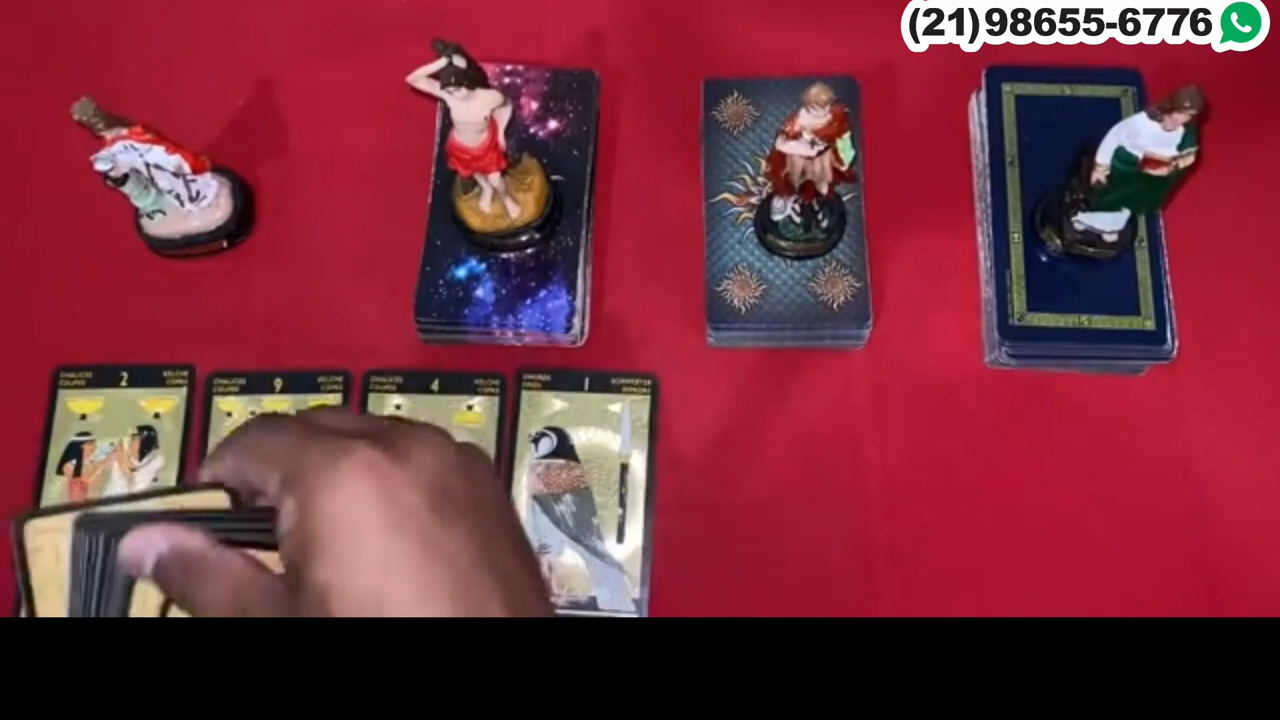 (21)98655-6776
CHALICES 2 KELCHE
COUPES COPAS
CHALICES 9 KELCHE
COUPES COPAS
CHALICES 4 KELCHE
COUPES COPAS
SWORDS 1 SCHWERTER
EPEES ESPADAS